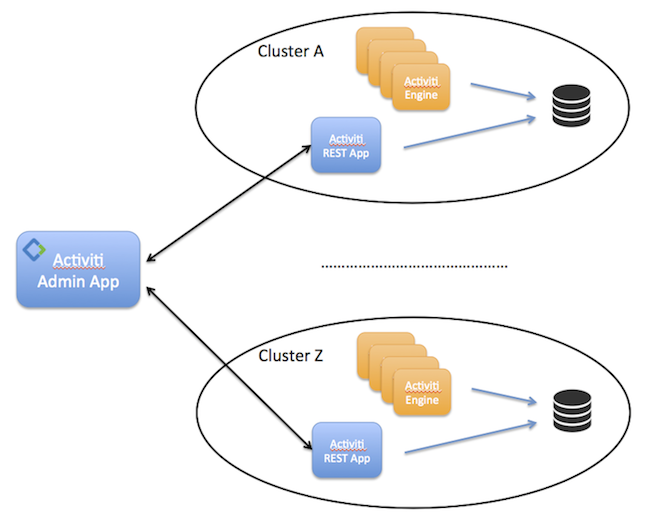 Cluster A
Activiti
Engine
Activiti
REST App
Activiti
Admin App
……………………………………….
Cluster Z
Activiti
Engine
Activiti
REST App